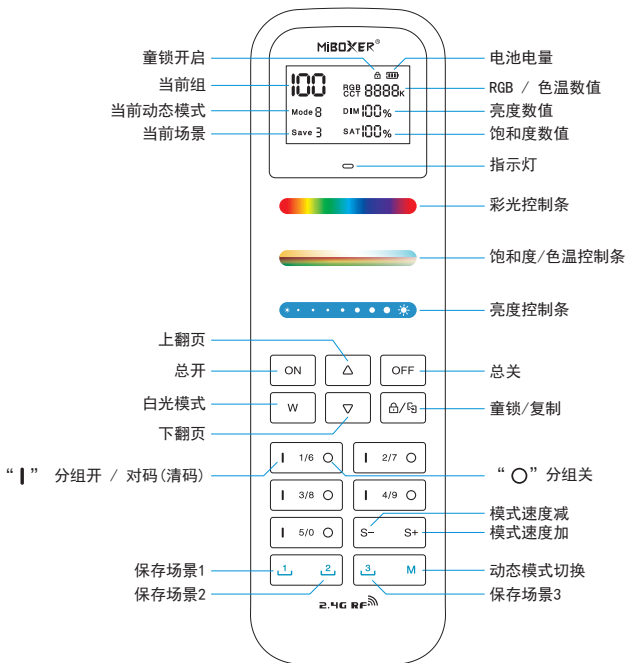 MiBOXER®
童锁开启
电池电量
当前组
100
RGB
CCT 8888K
RGB / 色温数值
当前动态模式
Mode 8
DIM 100%
亮度数值
当前场景
Save 3
SAT 100%
饱和度数值
指示灯
彩光控制条
饱和度/色温控制条
亮度控制条
上翻页
总开
ON
OFF
总关
白光模式
W
/
童锁/复制
下翻页
“┃” 分组开 / 对码(清码)
1/6
2/7
“○”分组关
3/8
4/9
模式速度减
5/0
S-
S+
模式速度加
保存场景1
1
2
3
M
动态模式切换
保存场景2
保存场景3
2.4G RF